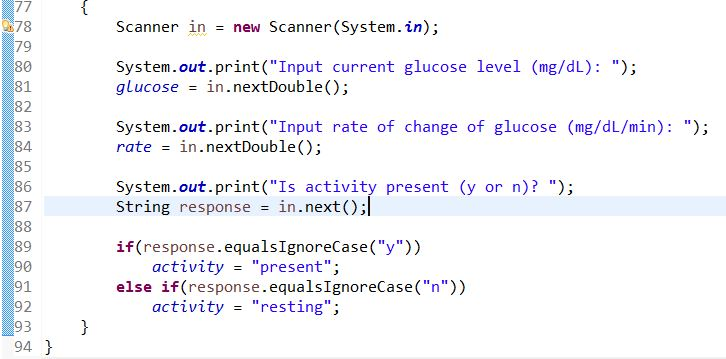 77 {
78 Scanner in = new Scanner(System.in);
79
80 System.out.print("Input current glucose level (mg/dL): ");
81 glucose = in.nextDouble();
82
83 System.out.print("Input rate of change of glucose (mg/dL/min): ");
84 rate = in.nextDouble();
85
86 System.out.print("Is activity present (y or n)? ");
87 String response = in.next();
88
89 if(response.equalsIgnoreCase("y"))
90 activity = "present";
91 else if(response.equalsIgnoreCase("n"))
92 activity = "resting";
93 }
94 }